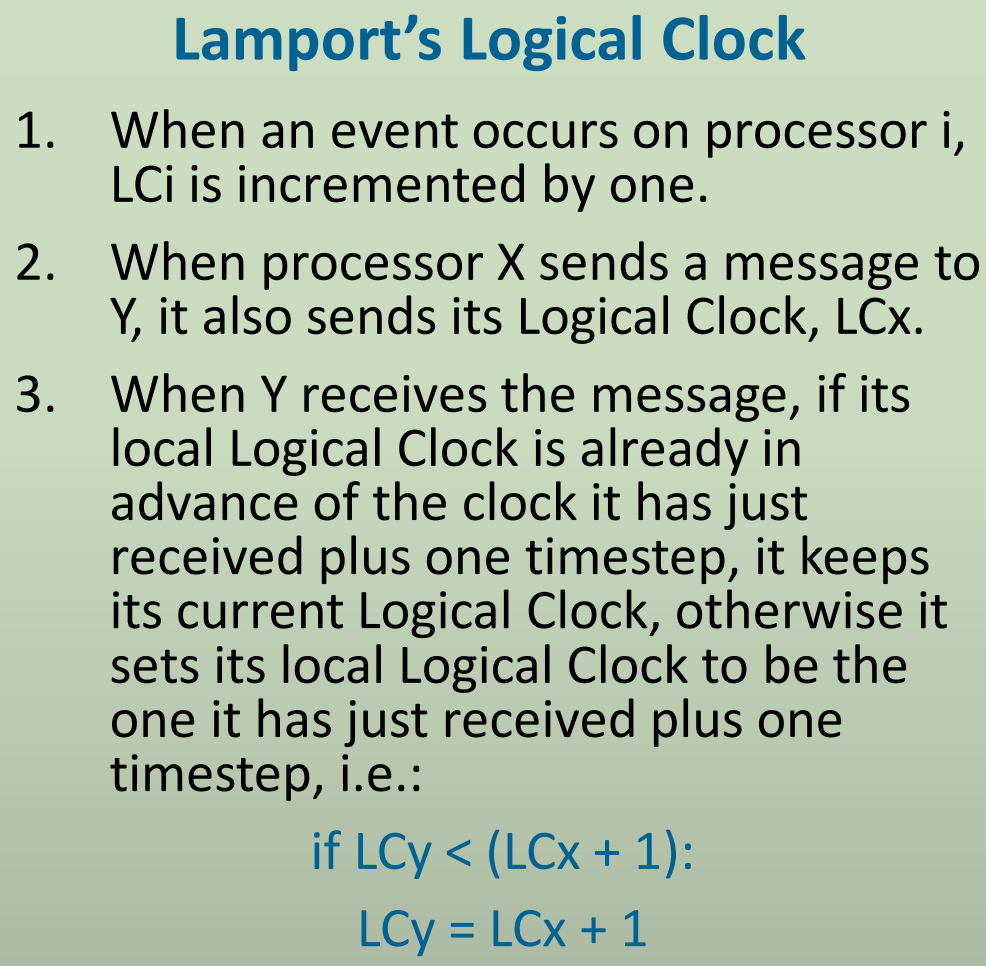 Lamport’s Logical Clock
1. When an event occurs on processor i,
LCi is incremented by one.
2. When processor X sends a message to
Y, it also sends its Logical Clock, LCx.
3. When Y receives the message, if its
local Logical Clock is already in
advance of the clock it has just
received plus one timestep, it keeps
its current Logical Clock, otherwise it
sets its local Logical Clock to be the
one it has just received plus one
timestep, i.e.:
if LCy < (LCx + 1):
LCy = LCx + 1